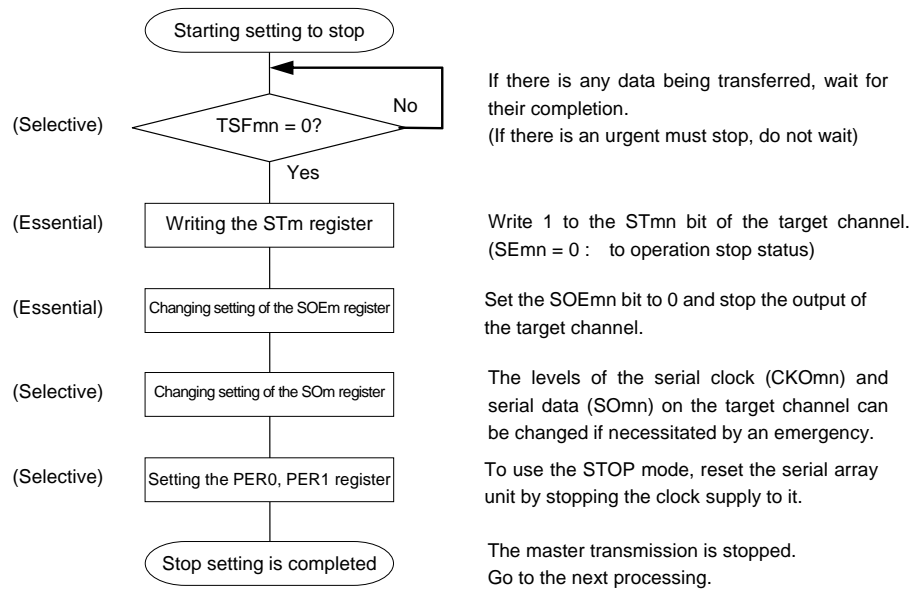 Starting setting to stop
No
If there is any data being transferred, wait for
their completion.
(If there is an urgent must stop, do not wait)
(Selective)
TSFmn = 0?
Yes
(Essential)
Writing the STm register
Write 1 to the STmn bit of the target channel.
(SEmn = 0 : to operation stop status)
(Essential)
Changing setting of the SOEm register
Set the SOEmn bit to 0 and stop the output of
the target channel.
(Selective)
Changing setting of the SOm register
The levels of the serial clock (CKOmn) and
serial data (SOmn) on the target channel can
be changed if necessitated by an emergency.
(Selective)
Setting the PER0, PER1 register
To use the STOP mode, reset the serial array
unit by stopping the clock supply to it.
Stop setting is completed
The master transmission is stopped.
Go to the next processing.